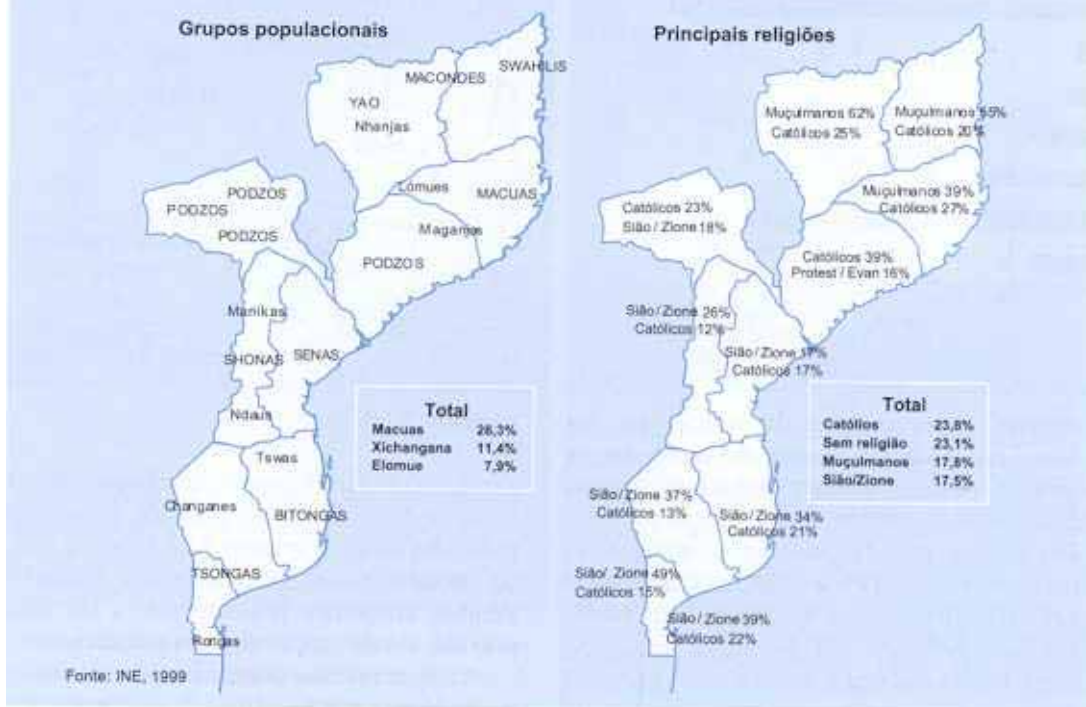 Grupos populacionais
MACONDES
SWAHILIS
YAO
Nhanjas
Lomues
MACUAS
PODZOS
PODZOS
PODZOS
Magamos
PODZOS
Manikas
SENAS
SHONAS
Ndaus
Tswas
Changanes
BITONGAS
TSONGAS
Rongas
Total
Macuas 26,3%
Xichangana 11,4%
Elomue 7,9%
Fonte: INE, 1999
Principais religiões
Muçulmanos 62%
Católicos 25%
Muçulmanos 55%
Católicos 20%
Muçulmanos 39%
Católicos 27%
Católicos 23%
Sião / Zione 18%
Católicos 39%
Protest / Evan 16%
Sião / Zione 26%
Católicos 12%
Sião / Zione 17%
Católicos 17%
Total
Católios 23,8%
Sem religião 23,1%
Muçulmanos 17,8%
Sião/Zione 17,5%
Sião / Zione 37%
Católicos 13%
Sião / Zione 34%
Católicos 21%
Sião/ Zione 49%
Católicos 15%
Sião / Zione 39%
Católicos 22%